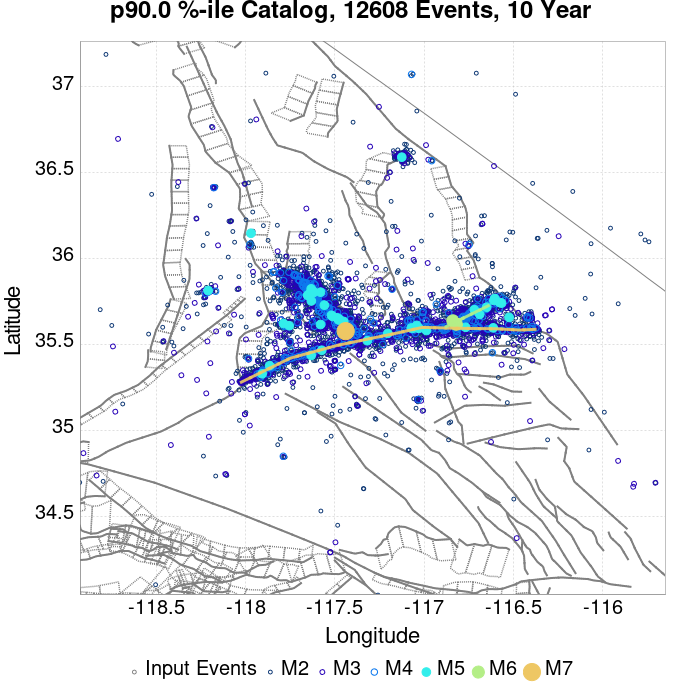 p90.0 %-ile Catalog, 12608 Events, 10 Year
37
36.5
36
35.5
35
34.5
Latitude
-118.5 -118 -117.5 -117 -116.5 -116
Longitude
Input Events M2 M3 M4 M5 M6 M7